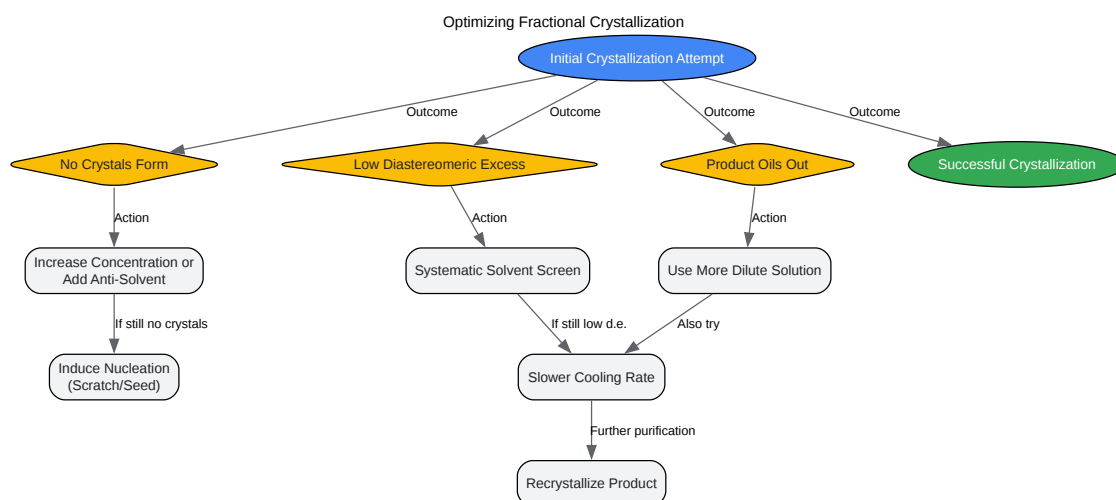 Optimizing Fractional Crystallization
Initial Crystallization Attempt
Outcome
Outcome
Outcome
Outcome
No Crystals Form
Low Diastereomeric Excess
Product Oils Out
Successful Crystallization
Action
Action
Action
Increase Concentration or
Add Anti-Solvent
Systematic Solvent Screen
Use More Dilute Solution
If still no crystals
If still low d.e.
Also try
Induce Nucleation
(Scratch/Seed)
Slower Cooling Rate
Further purification
Recrystallize Product